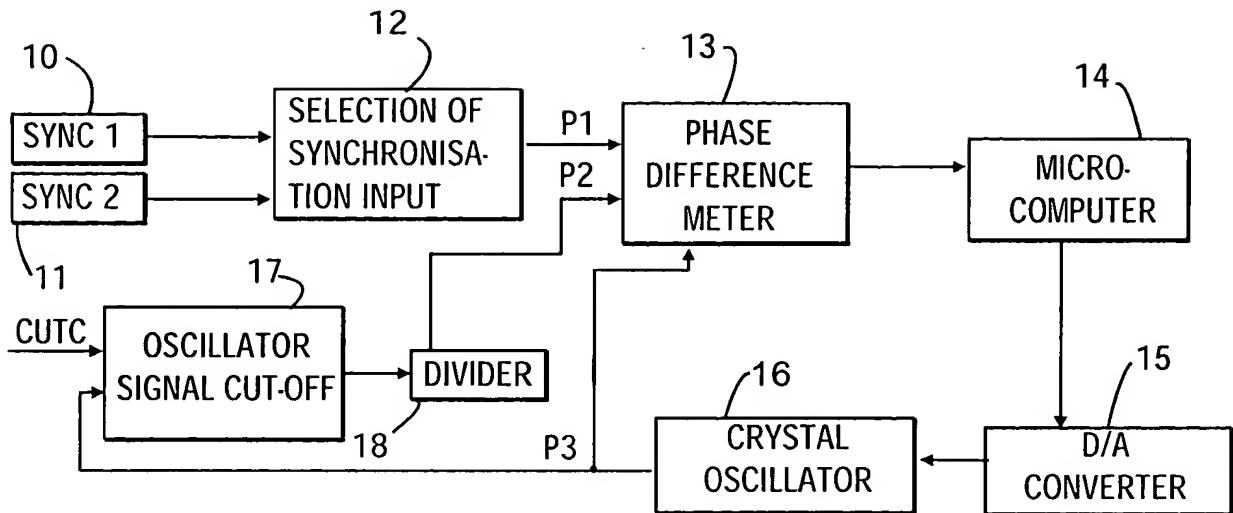 10
12
13
14
SYNC 1
SYNC 2
11
SELECTION OF
SYNCHRONISA-
TION INPUT
P1
P2
PHASE
DIFFERENCE
METER
MICRO-
COMPUTER
17
CUTC
OSCILLATOR
SIGNAL CUT-OFF
DIVIDER
18
P3
16
CRYSTAL
OSCILLATOR
15
D/A
CONVERTER